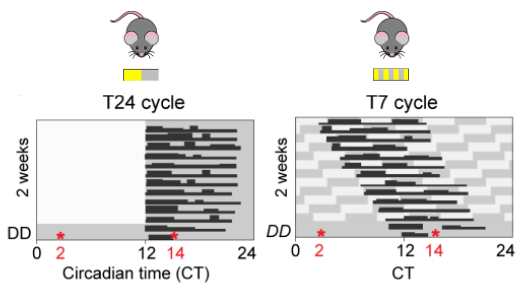 T24 cycle
T7 cycle
2 weeks
DD
*
*
0 2 12 14 24
Circadian time (CT)
2 weeks
DD
*
*
0 2 12 14 24
CT